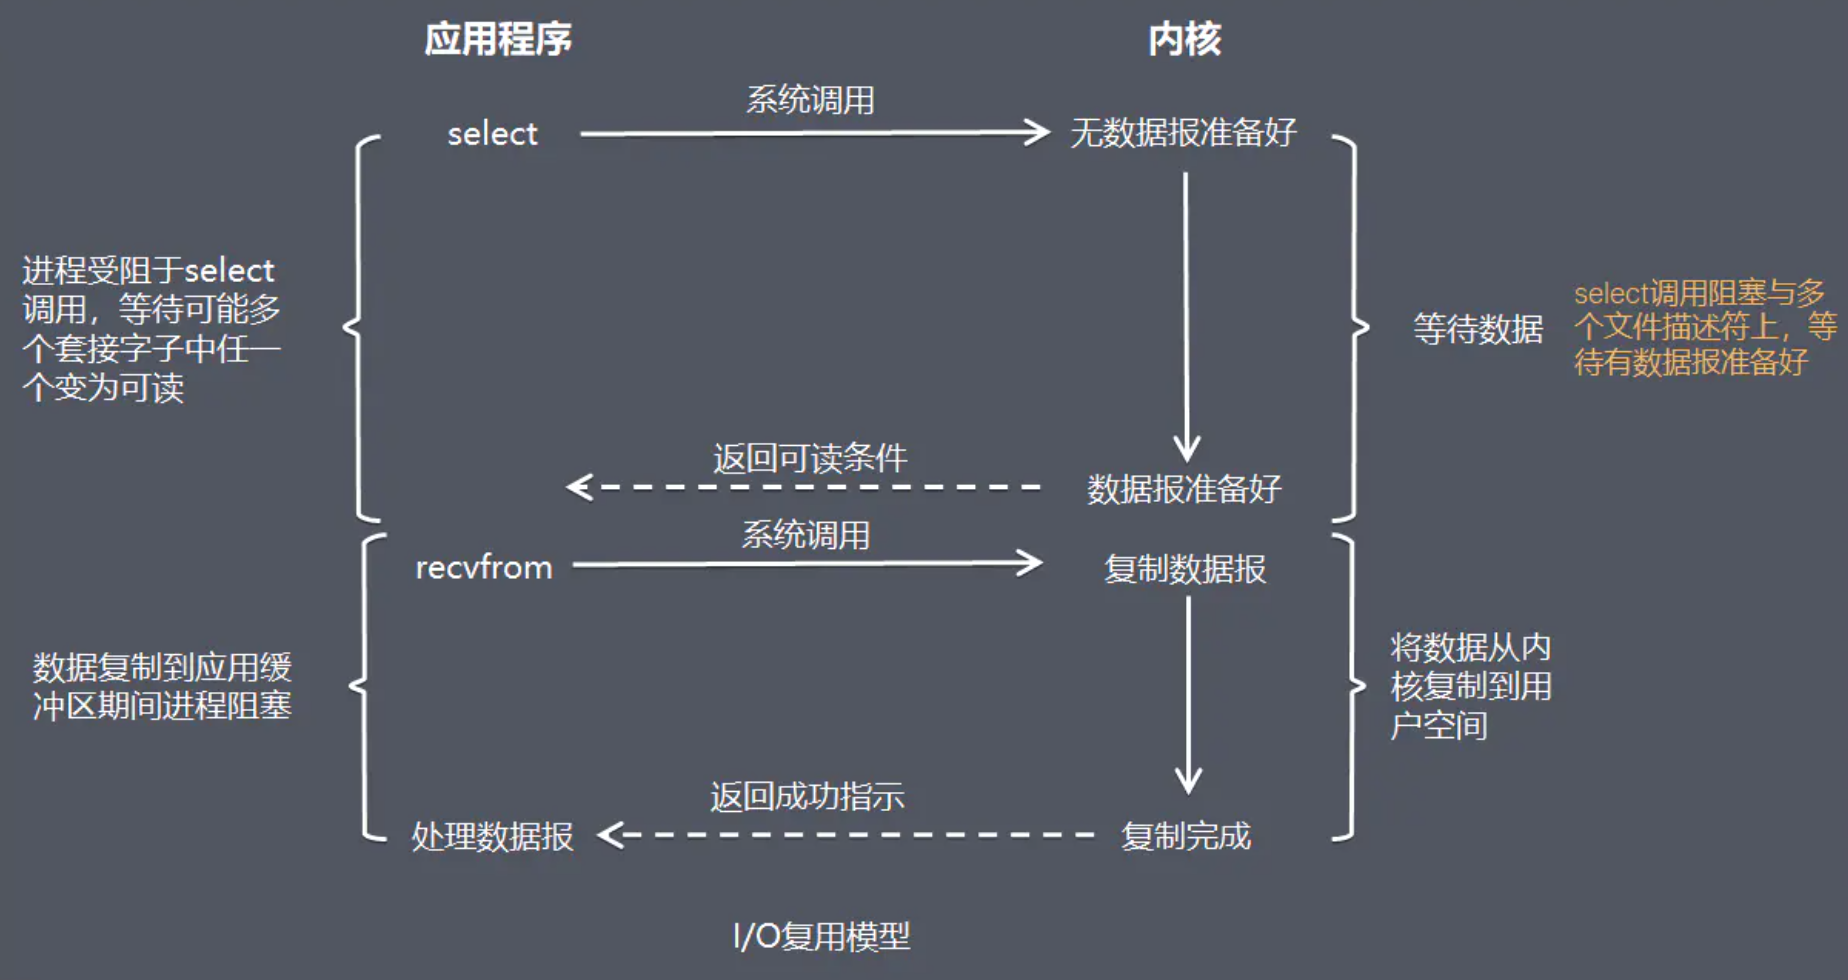 应用程序
内核
系统调用
select
无数据报准备好
进程受阻于select
调用，等待可能多
个套接字子中任一
个变为可读
等待数据
select调用阻塞与多
个文件描述符上，等
待有数据报准备好
返回可读条件
数据报准备好
系统调用
recvfrom
复制数据报
数据复制到应用缓
冲区期间进程阻塞
将数据从内
核复制到用
户空间
返回成功指示
处理数据报
复制完成
I/O复用模型